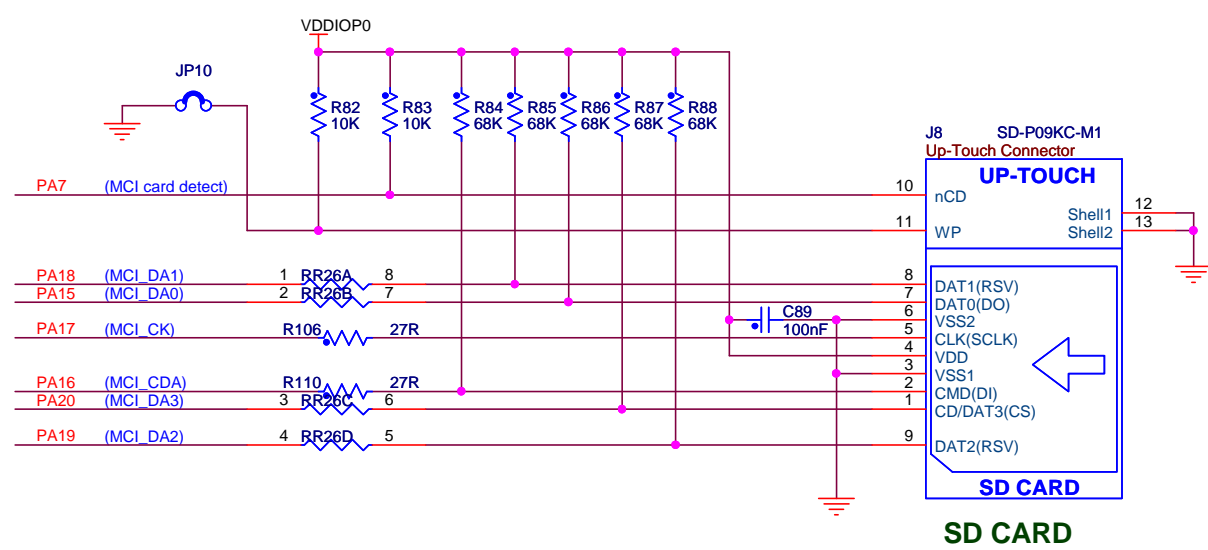 VDDIOP0
JP10
R82
10K
R83
10K
R84
68K
R85
68K
R86
68K
R87
68K
R88
68K
J8 SD-P09KC-M1
Up-Touch Connector
UP-TOUCH
PA7 (MCI card detect) 10 nCD
Shell1 12
Shell2 13
11 WP
PA18 (MCI_DA1) 1 RR26A 8 8 DAT1(RSV)
PA15 (MCI_DA0) 2 RR26B 7 7 DAT0(DO)
C89
100nF
6 VSS2
PA17 (MCI_CK) R106 27R 5 CLK(SCLK)
4 VDD
3 VSS1
PA16 (MCI_CDA) R110 27R 2 CMD(DI)
PA20 (MCI_DA3) 3 RR26C 6 1 CD/DAT3(CS)
PA19 (MCI_DA2) 4 RR26D 5 9 DAT2(RSV)
SD CARD
SD CARD